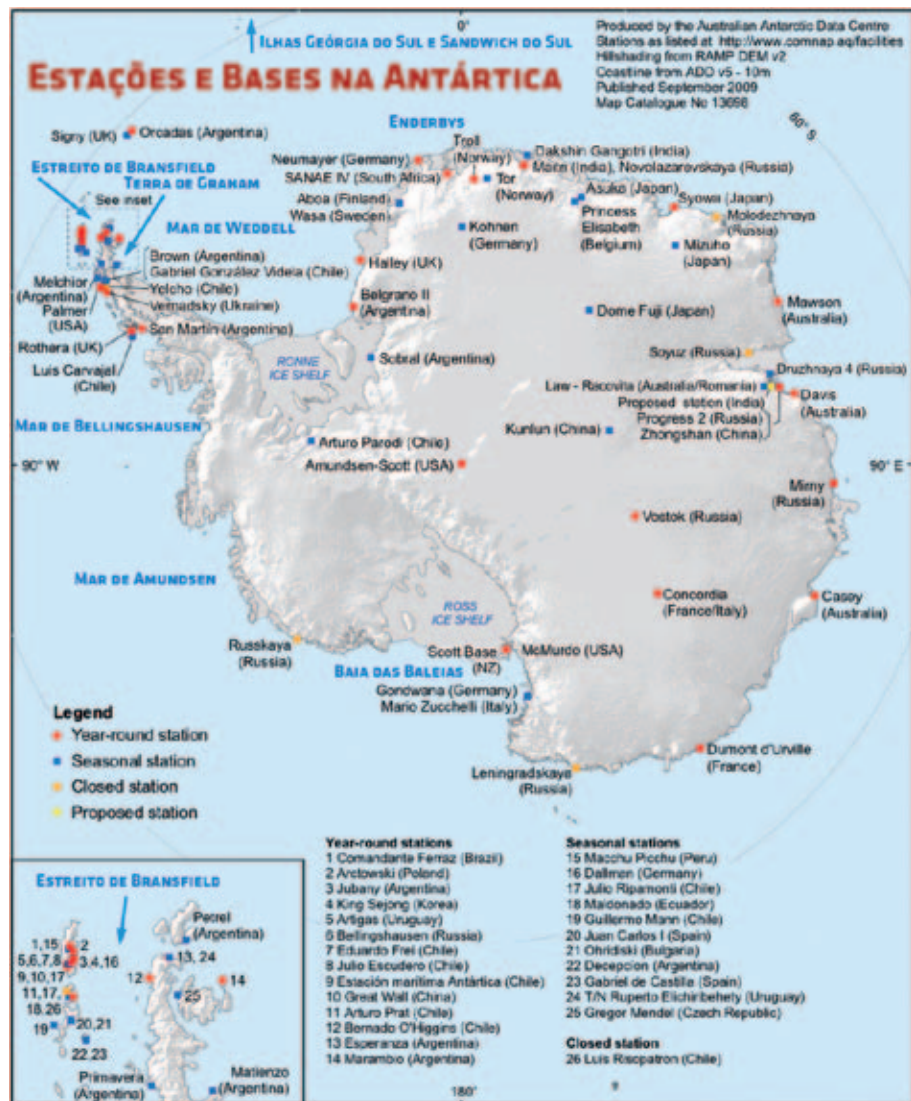 ILHAS GEÓRGIA DO SUL E SANDWICH DO SUL
0°
Produced by the Australian Antarctic Data Centre
Stations as listed at http://www.comnap.aq/facilities
Hillshading from RAMP DEM v2
Coastline from ADD v5 - 10m
Published September 2009
Map Catalogue No 13698
ESTAÇÕES E BASES NA ANTÁRTICA
60° S
Signy (UK)
Orcadas (Argentina)
ENDERBYS
ESTREITO DE BRANSFIELD
TERRA DE GRAHAM
See inset
MAR DE WEDDELL
Neumayer (Germany)
SANAE IV (South Africa)
Aboa (Finland)
Wasa (Sweden)
Troll
(Norway)
Tor
(Norway)
Dakshin Gangotri (India)
Maitri (India), Novolazarevskaya (Russia)
Asuka (Japan)
Princess
Elisabeth
(Belgium)
Syowa (Japan)
Molodezhnaya
(Russia)
Mizuho
(Japan)
Kohnen
(Germany)
Brown (Argentina)
Gabriel González Videla (Chile)
Melchior
(Argentina)
Yelcho (Chile)
Palmer
(USA)
Vernadsky (Ukraine)
San Martin (Argentina)
Rothera (UK)
Luis Carvajal
(Chile)
Halley (UK)
Belgrano II
(Argentina)
Dome Fuji (Japan)
Mawson
(Australia)
RONNE
ICE SHELF
Sobral (Argentina)
Soyuz (Russia)
Druzhnaya 4 (Russia)
Law - Racovita (Australia/Romania)
Proposed station (India)
Progress 2 (Russia)
Zhongshan (China)
Davis
(Australia)
MAR DE BELLINGSHAUSEN
Arturo Parodi (Chile)
Kunlun (China)
90° W
Amundsen-Scott (USA)
90° E
Mirny
(Russia)
Vostok (Russia)
MAR DE AMUNDSEN
Concordia
(France/Italy)
Casey
(Australia)
ROSS
ICE SHELF
Russkaya
(Russia)
Scott Base
(NZ)
McMurdo (USA)
BAIA DAS BALEIAS
Gondwana (Germany)
Mario Zucchelli (Italy)
Dumont d'Urville
(France)
Leningradskaya
(Russia)
Legend
Year-round station
Seasonal station
Closed station
Proposed station
ESTREITO DE BRANSFIELD
Petrel
(Argentina)
1,15
2
13, 24
5,6,7,8
3,4,16
9,10,17
12
14
11,17,
25
18,26
19
20,21
22,23
Primavera
(Argentina)
Matienzo
(Argentina)
Year-round stations
1 Comandante Ferraz (Brazil)
2 Arctowski (Poland)
3 Jubany (Argentina)
4 King Sejong (Korea)
5 Artigas (Uruguay)
6 Bellingshausen (Russia)
7 Eduardo Frei (Chile)
8 Julio Escudero (Chile)
9 Estación marítima Antártica (Chile)
10 Great Wall (China)
11 Arturo Prat (Chile)
12 Bernado O'Higgins (Chile)
13 Esperanza (Argentina)
14 Marambio (Argentina)
Seasonal stations
15 Macchu Picchu (Peru)
16 Dallman (Germany)
17 Julio Ripamonti (Chile)
18 Maldonado (Ecuador)
19 Guillermo Mann (Chile)
20 Juan Carlos I (Spain)
21 Ohridiski (Bulgaria)
22 Decepcion (Argentina)
23 Gabriel de Castilla (Spain)
24 T/N Ruperto Elichiribehety (Uruguay)
25 Gregor Mendel (Czech Republic)
Closed station
26 Luis Risopatron (Chile)
180°